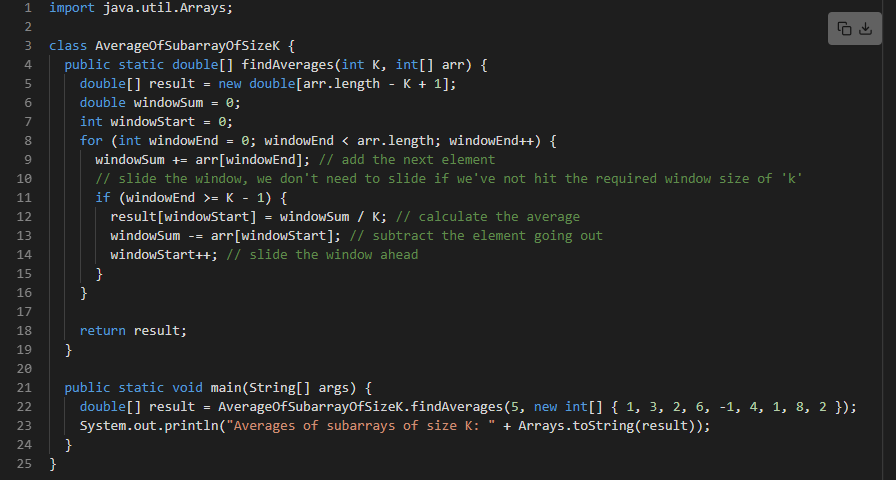 1 import java.util.Arrays;
2
3 class AverageOfSubarrayOfSizeK {
4   public static double[] findAverages(int K, int[] arr) {
5     double[] result = new double[arr.length - K + 1];
6     double windowSum = 0;
7     int windowStart = 0;
8     for (int windowEnd = 0; windowEnd < arr.length; windowEnd++) {
9       windowSum += arr[windowEnd]; // add the next element
10       // slide the window, we don't need to slide if we've not hit the required window size of 'k'
11       if (windowEnd >= K - 1) {
12         result[windowStart] = windowSum / K; // calculate the average
13         windowSum -= arr[windowStart]; // subtract the element going out
14         windowStart++; // slide the window ahead
15       }
16     }
17
18     return result;
19   }
20
21   public static void main(String[] args) {
22     double[] result = AverageOfSubarrayOfSizeK.findAverages(5, new int[] { 1, 3, 2, 6, -1, 4, 1, 8, 2 });
23     System.out.println("Averages of subarrays of size K: " + Arrays.toString(result));
24   }
25 }